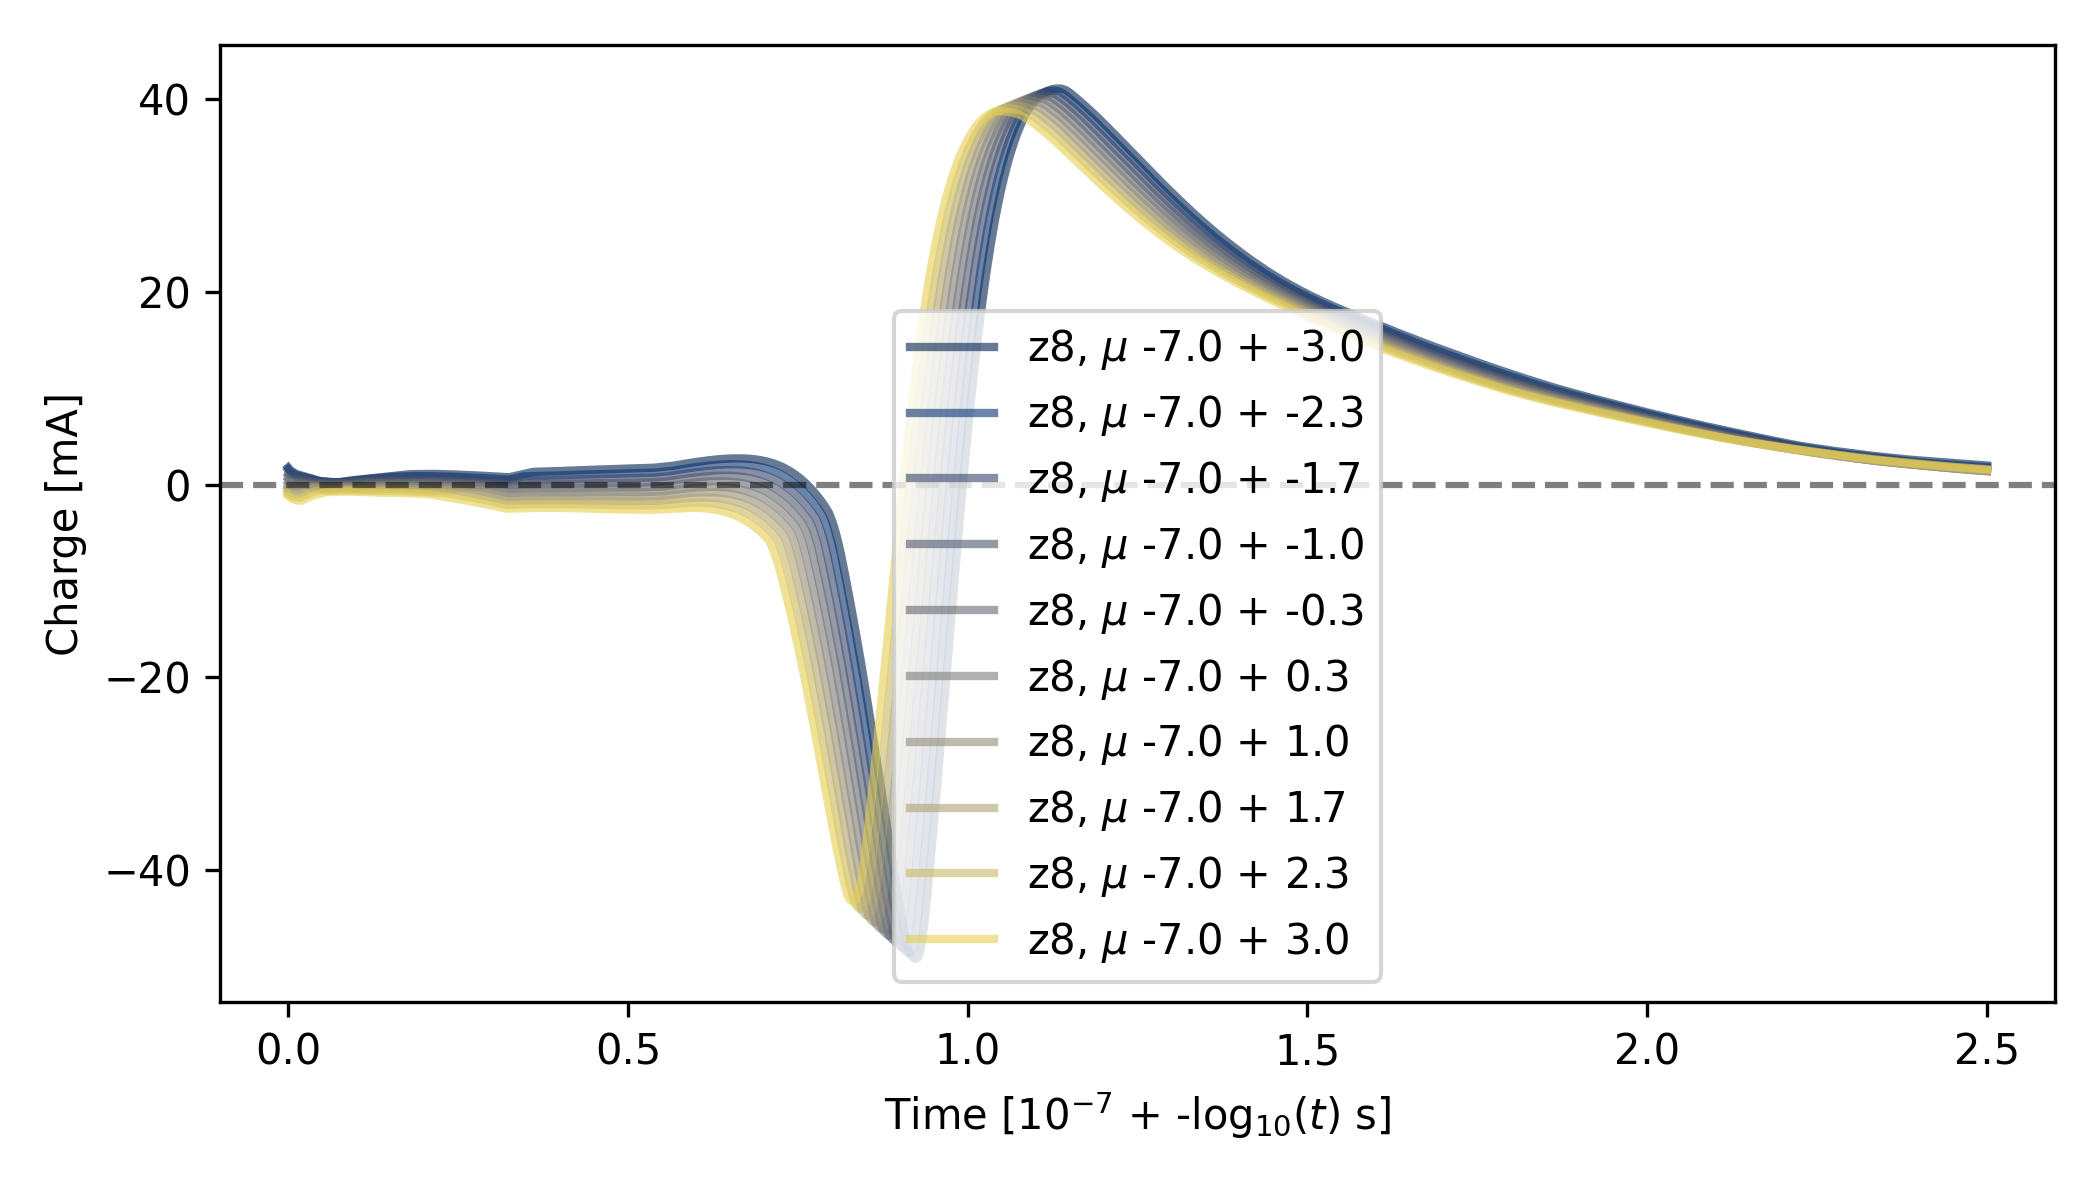 40
20
0
−20
−40
Charge [mA]
z8, μ -7.0 + -3.0
z8, μ -7.0 + -2.3
z8, μ -7.0 + -1.7
z8, μ -7.0 + -1.0
z8, μ -7.0 + -0.3
z8, μ -7.0 + 0.3
z8, μ -7.0 + 1.0
z8, μ -7.0 + 1.7
z8, μ -7.0 + 2.3
z8, μ -7.0 + 3.0
0.0 0.5 1.0 1.5 2.0 2.5
Time [10⁻⁷ + -log₁₀(t) s]